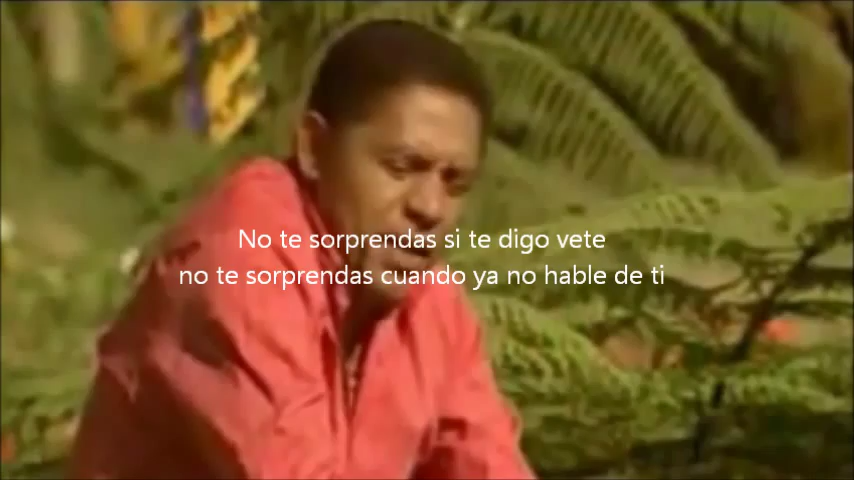 No te sorprendas si te digo vete
no te sorprendas cuando ya no hable de ti